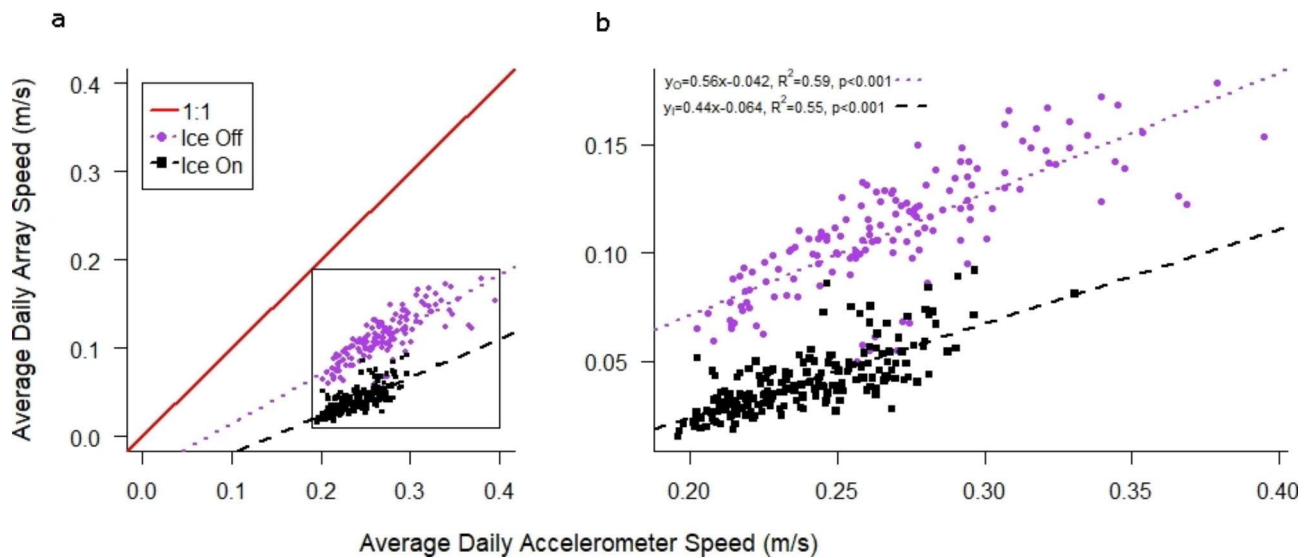 a
b
Average Daily Array Speed (m/s)
0.4
0.3
0.2
0.1
0.0
1:1
Ice Off
Ice On
0.0 0.1 0.2 0.3 0.4
y_O=0.56x-0.042, R²=0.59, p<0.001
y_I=0.44x-0.064, R²=0.55, p<0.001
0.15
0.10
0.05
0.20 0.25 0.30 0.35 0.40
Average Daily Accelerometer Speed (m/s)